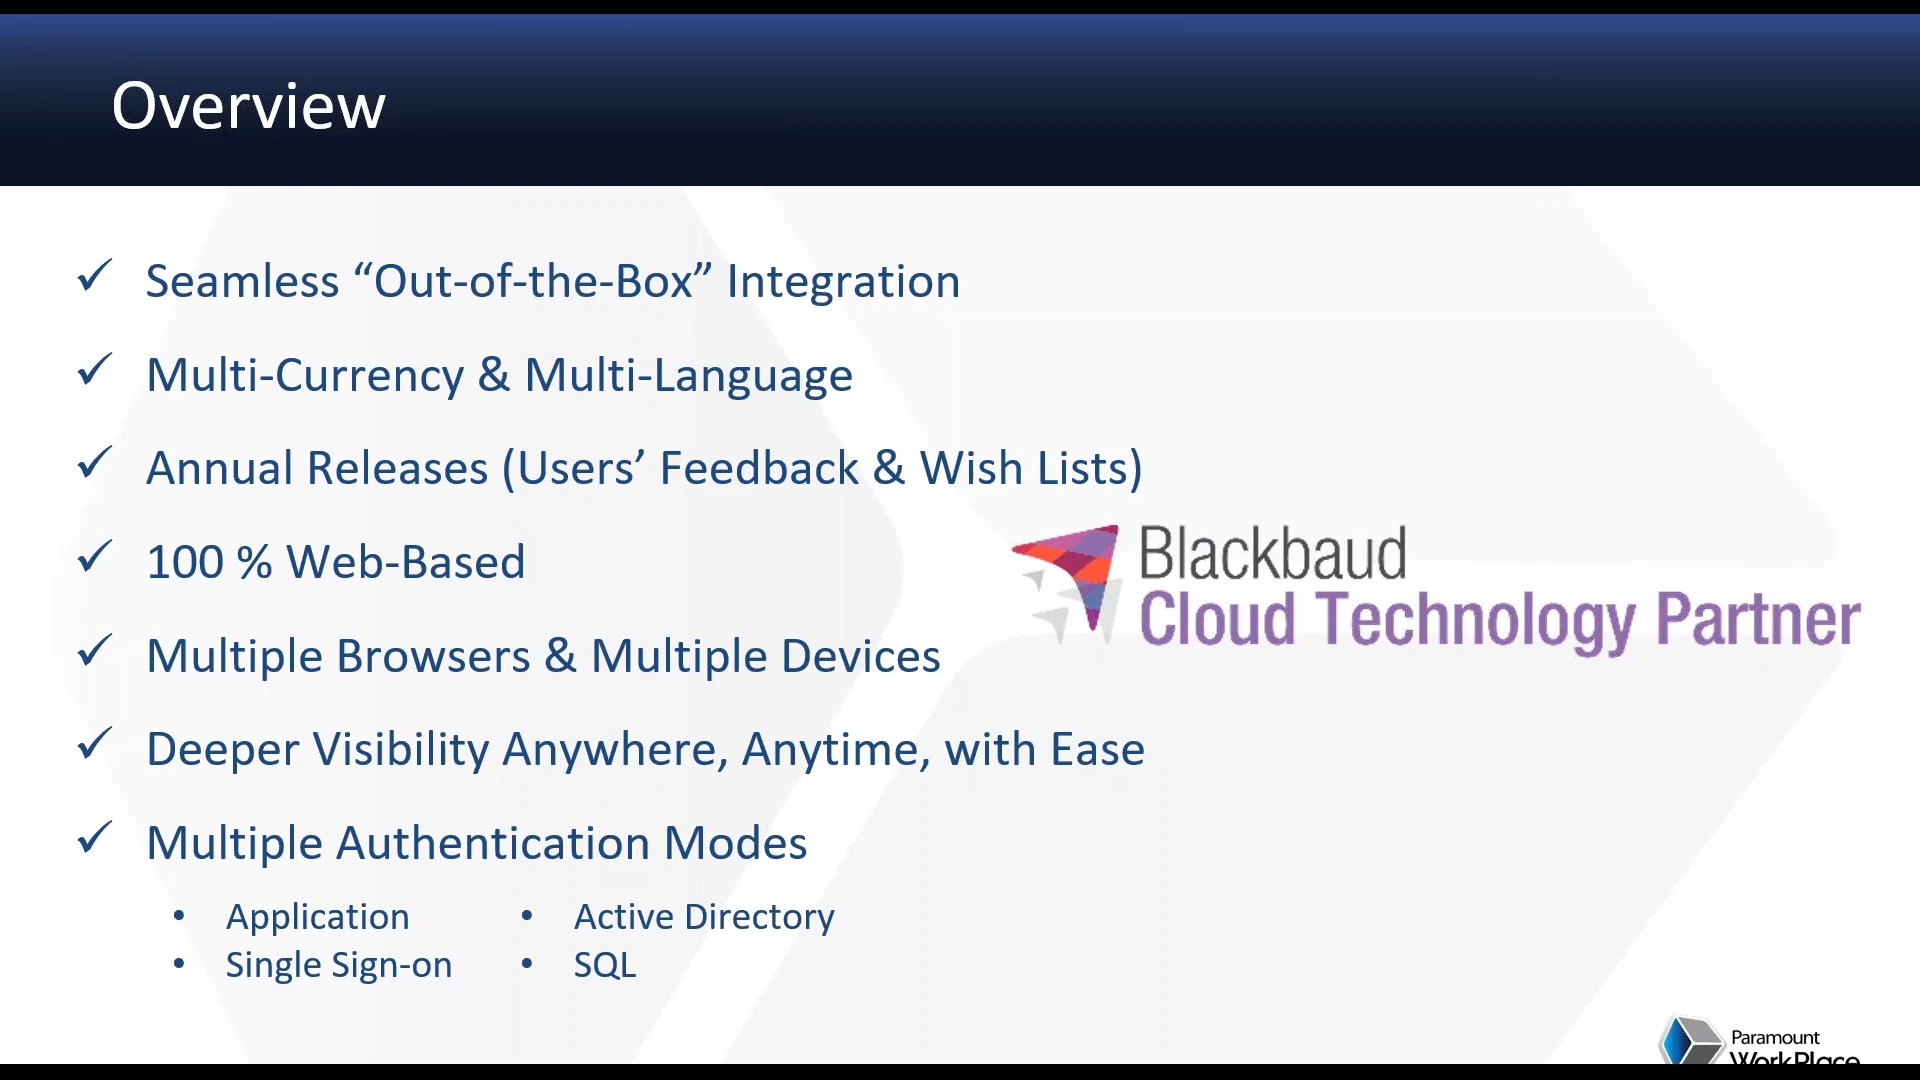 Overview
Seamless “Out-of-the-Box” Integration
Multi-Currency & Multi-Language
Annual Releases (Users’ Feedback & Wish Lists)
100 % Web-Based
Multiple Browsers & Multiple Devices
Deeper Visibility Anywhere, Anytime, with Ease
Multiple Authentication Modes
• Application
• Active Directory
• Single Sign-on
• SQL
Blackbaud
Cloud Technology Partner
Paramount
WorkPlace